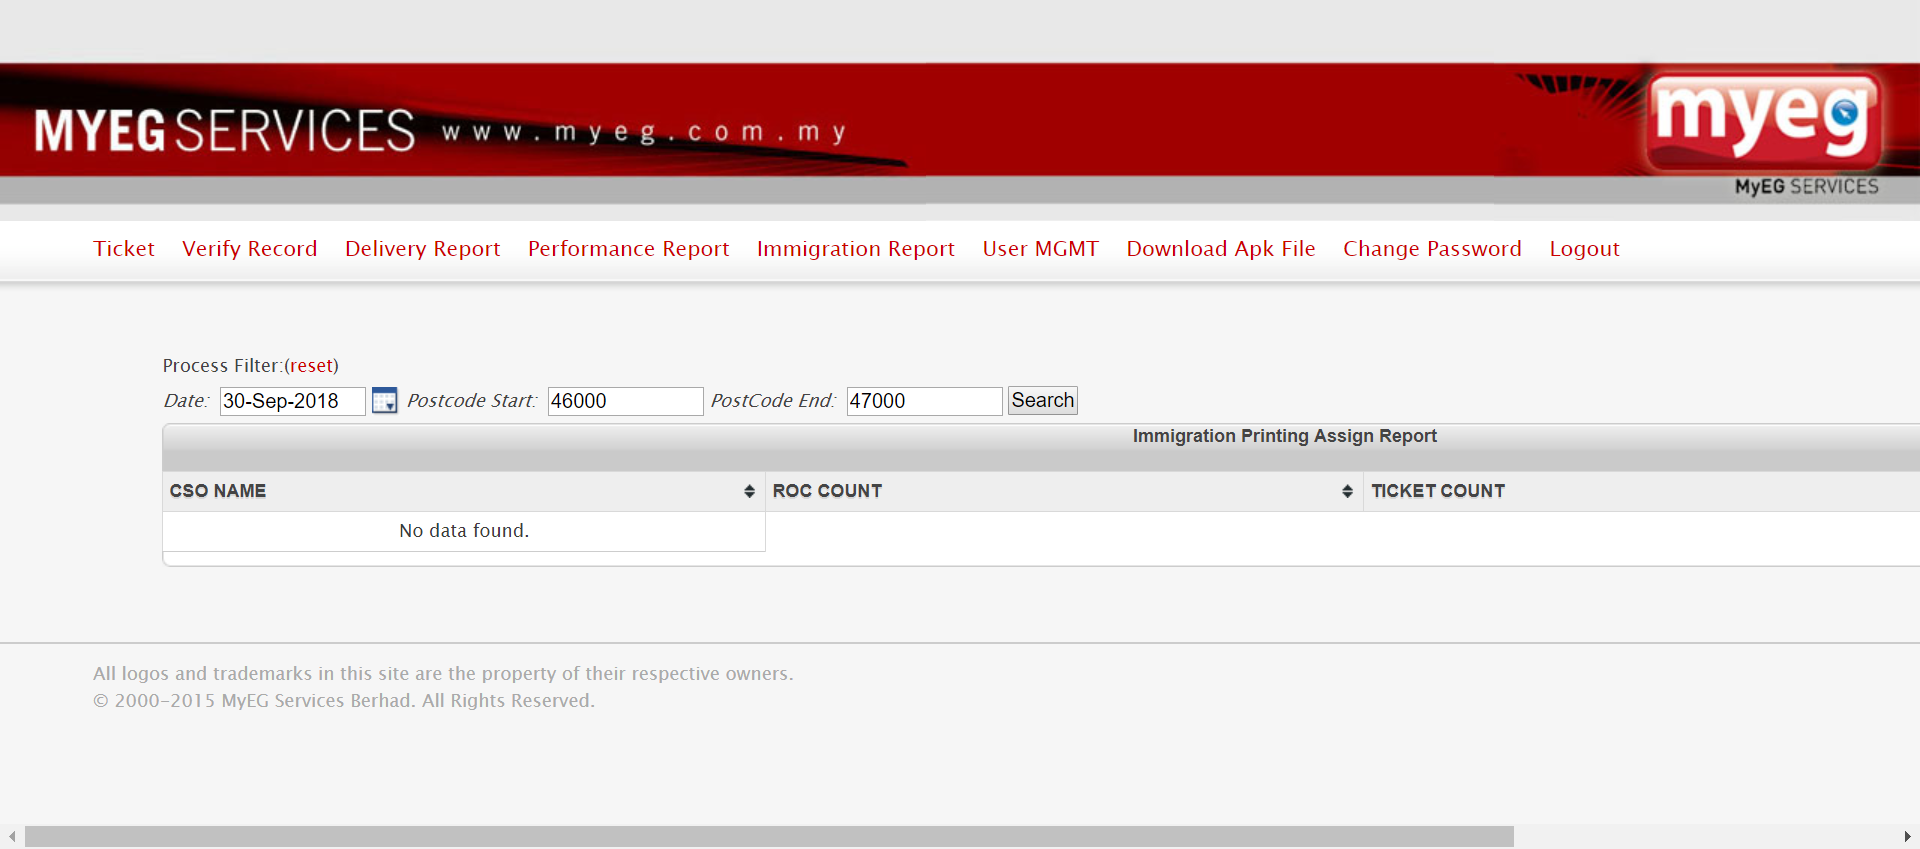 MYEG SERVICES www.myeg.com.my
myeg
MyEG SERVICES
Ticket Verify Record Delivery Report Performance Report Immigration Report User MGMT Download Apk File Change Password Logout
Process Filter:(reset)
Date: 30-Sep-2018 Postcode Start: 46000 PostCode End: 47000 Search
Immigration Printing Assign Report
CSO NAME ROC COUNT TICKET COUNT
No data found.
All logos and trademarks in this site are the property of their respective owners.
© 2000-2015 MyEG Services Berhad. All Rights Reserved.